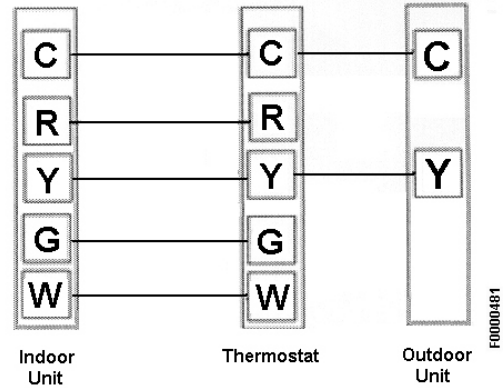 C C C
R R
Y Y Y
G G
W W
F0000481
Indoor Unit
Thermostat
Outdoor Unit